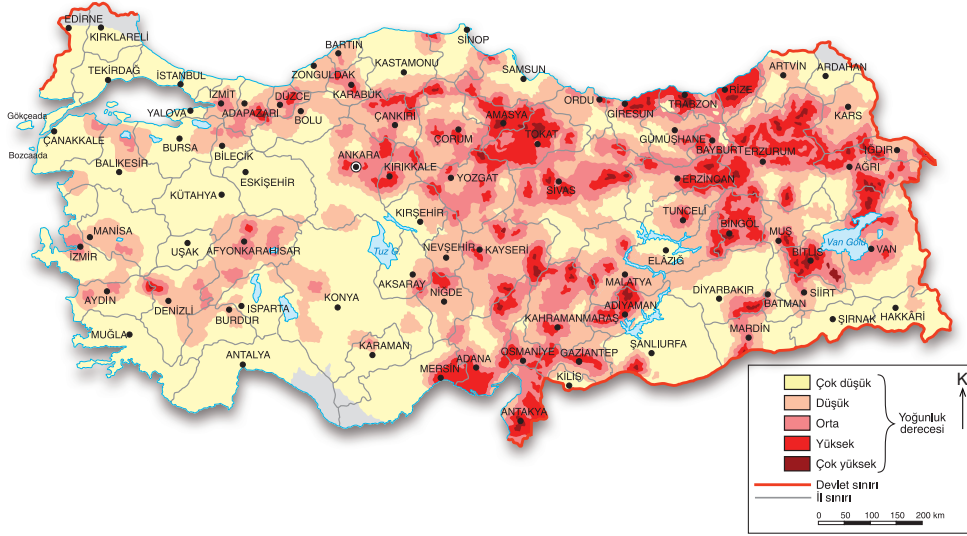 EDİRNE
KIRKLARELİ
TEKİRDAĞ
İSTANBUL
Gökçeada
ÇANAKKALE
Bozcaada
YALOVA
İZMİT
ADAPAZARI
DÜZCE
BOLU
ZONGULDAK
BARTIN
KARABÜK
KASTAMONU
SİNOP
SAMSUN
ORDU
GİRESUN
TRABZON
RİZE
ARTVİN
ARDAHAN
KARS
IĞDIR
AĞRI
BALIKESİR
BURSA
BİLECİK
ESKİŞEHİR
KÜTAHYA
ANKARA
ÇANKIRI
KIRIKKALE
ÇORUM
AMASYA
TOKAT
YOZGAT
SİVAS
GÜMÜŞHANE
BAYBURT
ERZURUM
ERZİNCAN
TUNCELİ
BİNGÖL
MUŞ
BİTLİS
Van Gölü
VAN
MANİSA
İZMİR
UŞAK
AFYONKARAHİSAR
KIRŞEHİR
Tuz G.
NEVŞEHİR
KAYSERİ
AKSARAY
NİĞDE
MALATYA
ELÂZIĞ
ADIYAMAN
DİYARBAKIR
BATMAN
SİİRT
ŞIRNAK
HAKKÂRİ
AYDIN
DENİZLİ
BURDUR
ISPARTA
KONYA
MUĞLA
ANTALYA
KARAMAN
MERSİN
ADANA
OSMANİYE
KAHRAMANMARAŞ
GAZİANTEP
KİLİS
ŞANLIURFA
MARDİN
ANTAKYA
K
Çok düşük
Düşük
Orta
Yüksek
Çok yüksek
Yoğunluk
derecesi
Devlet sınırı
İl sınırı
0 50 100 150 200 km